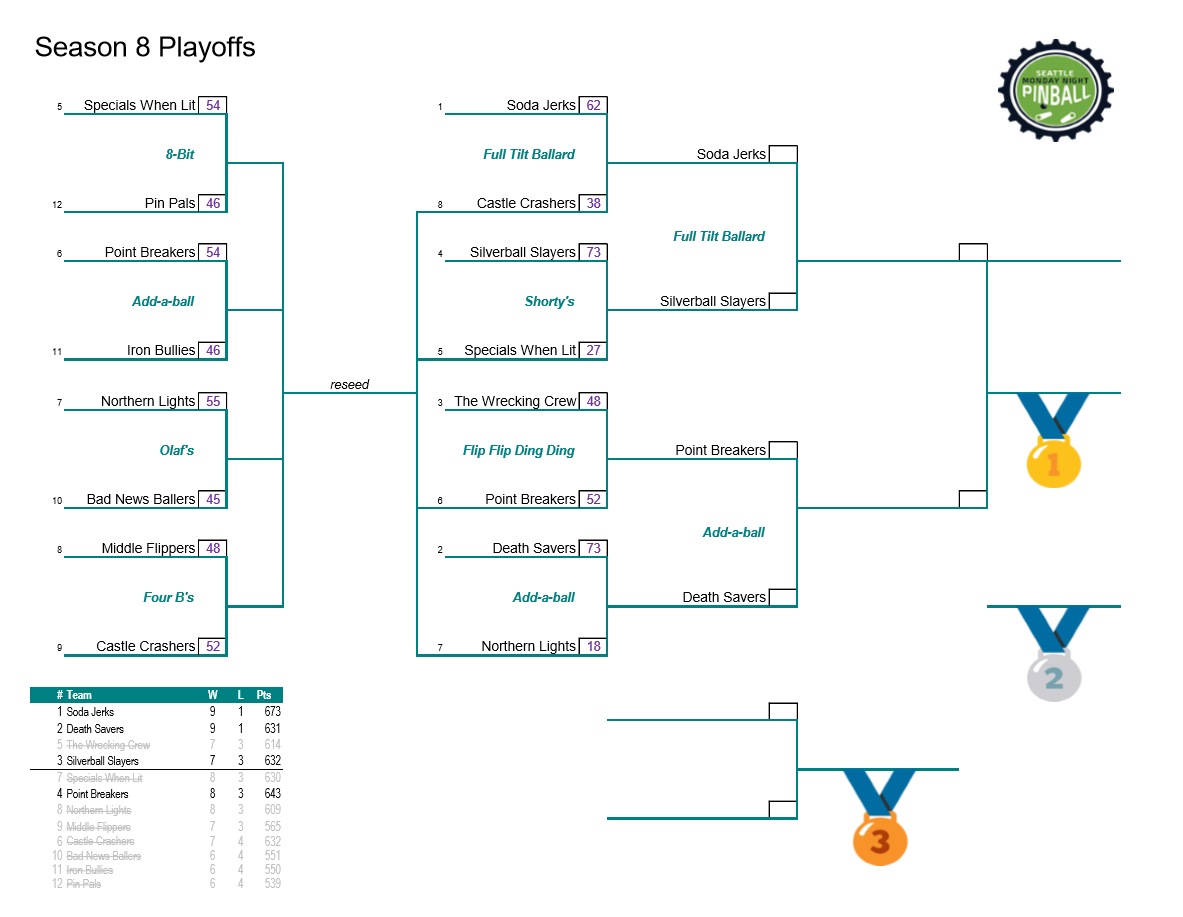 Season 8 Playoffs
SEATTLE
MONDAY NIGHT
PINBALL
5 Specials When Lit 54
8-Bit
12 Pin Pals 46
6 Point Breakers 54
Add-a-ball
11 Iron Bullies 46
7 Northern Lights 55
Olaf's
10 Bad News Ballers 45
8 Middle Flippers 48
Four B's
9 Castle Crashers 52
reseed
1 Soda Jerks 62
Full Tilt Ballard
8 Castle Crashers 38
4 Silverball Slayers 73
Shorty's
5 Specials When Lit 27
3 The Wrecking Crew 48
Flip Flip Ding Ding
6 Point Breakers 52
2 Death Savers 73
Add-a-ball
7 Northern Lights 18
Soda Jerks
Full Tilt Ballard
Silverball Slayers
Point Breakers
Add-a-ball
Death Savers
1
2
3
# Team W L Pts
1 Soda Jerks 9 1 673
2 Death Savers 9 1 631
5 The Wrecking Crew 7 3 614
3 Silverball Slayers 7 3 632
7 Specials When Lit 8 3 630
4 Point Breakers 8 3 643
8 Northern Lights 8 3 609
9 Middle Flippers 7 3 565
6 Castle Crashers 7 4 632
10 Bad News Ballers 6 4 551
11 Iron Bullies 6 4 550
12 Pin Pals 6 4 539